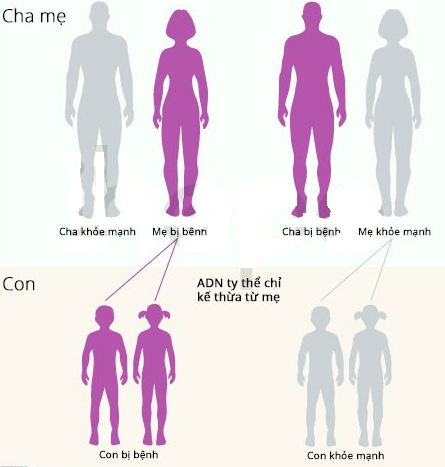 Cha mẹ
Cha khỏe mạnh
Mẹ bị bệnh
Cha bị bệnh
Mẹ khỏe mạnh
Con
ADN ty thể chỉ
kế thừa từ mẹ
Con bị bệnh
Con khỏe mạnh